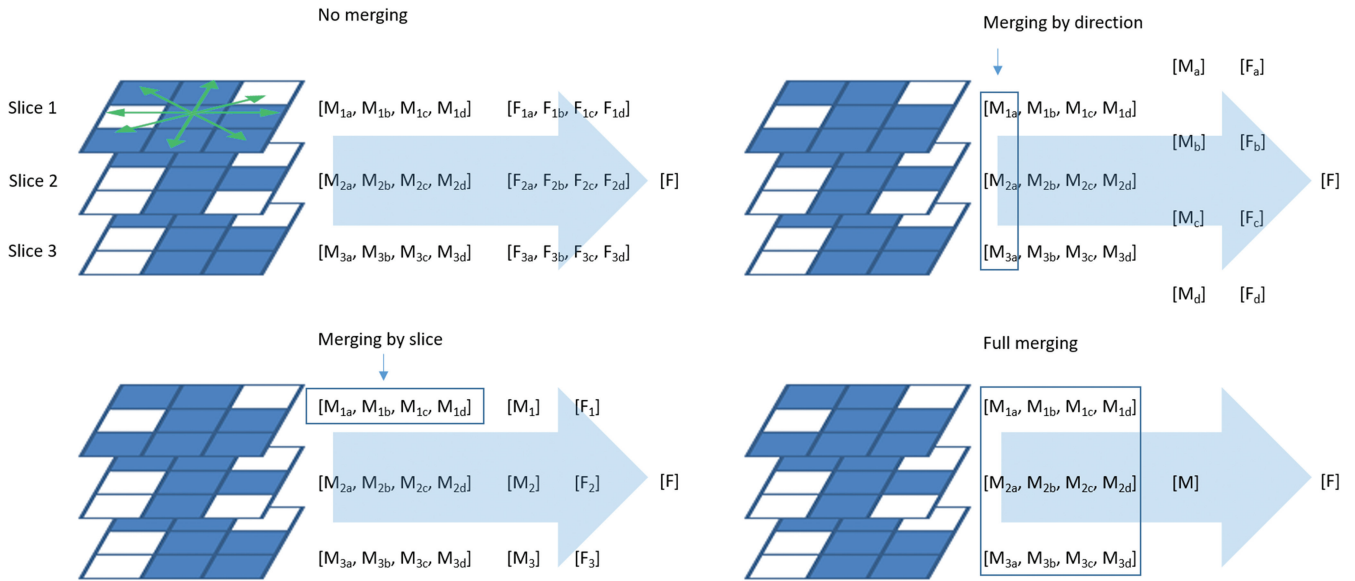 No merging
Slice 1
[M1a, M1b, M1c, M1d] [F1a, F1b, F1c, F1d]
Slice 2
[M2a, M2b, M2c, M2d] [F2a, F2b, F2c, F2d] [F]
Slice 3
[M3a, M3b, M3c, M3d] [F3a, F3b, F3c, F3d]
Merging by direction
[Ma] [Fa]
[M1a, M1b, M1c, M1d]
[Mb] [Fb]
[M2a, M2b, M2c, M2d] [F]
[Mc] [Fc]
[M3a, M3b, M3c, M3d]
[Md] [Fd]
Merging by slice
[M1a, M1b, M1c, M1d] [M1] [F1]
[M2a, M2b, M2c, M2d] [M2] [F2] [F]
[M3a, M3b, M3c, M3d] [M3] [F3]
Full merging
[M1a, M1b, M1c, M1d]
[M2a, M2b, M2c, M2d] [M] [F]
[M3a, M3b, M3c, M3d]